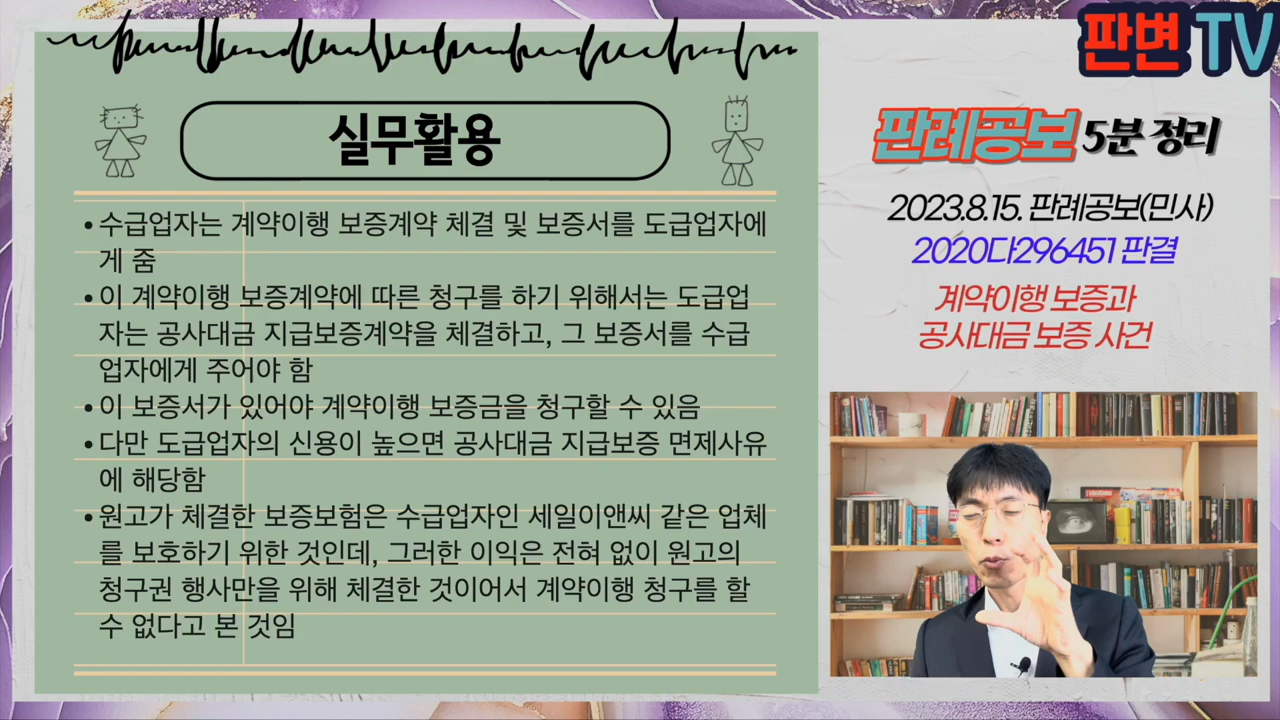 판변 TV
실무활용
• 수급업자는 계약이행 보증계약 체결 및 보증서를 도급업자에
게 줌
• 이 계약이행 보증계약에 따른 청구를 하기 위해서는 도급업
자는 공사대금 지급보증계약을 체결하고, 그 보증서를 수급
업자에게 주어야 함
• 이 보증서가 있어야 계약이행 보증금을 청구할 수 있음
• 다만 도급업자의 신용이 높으면 공사대금 지급보증 면제사유
에 해당함
• 원고가 체결한 보증보험은 수급업자인 세일이앤씨 같은 업체
를 보호하기 위한 것인데, 그러한 이익은 전혀 없이 원고의
청구권 행사만을 위해 체결한 것이어서 계약이행 청구를 할
수 없다고 본 것임
판례공보 5분 정리
2023.8.15. 판례공보(민사)
2020다296451 판결
계약이행 보증과
공사대금 보증 사건